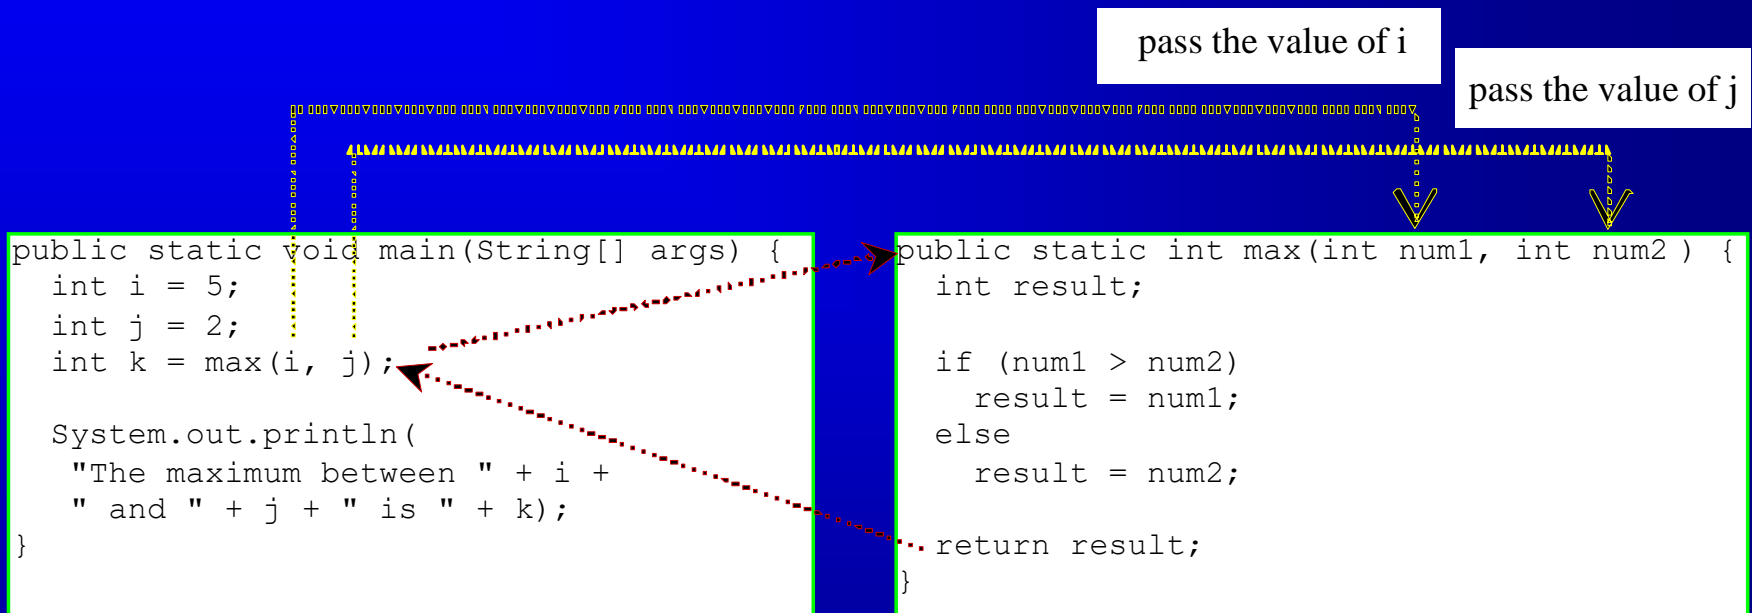 pass the value of i
pass the value of j
public static void main(String[] args) {
  int i = 5;
  int j = 2;
  int k = max(i, j);
  System.out.println(
   "The maximum between " + i +
   " and " + j + " is " + k);
}
public static int max(int num1, int num2 ) {
  int result;
  if (num1 > num2)
    result = num1;
  else
    result = num2;
  return result;
}